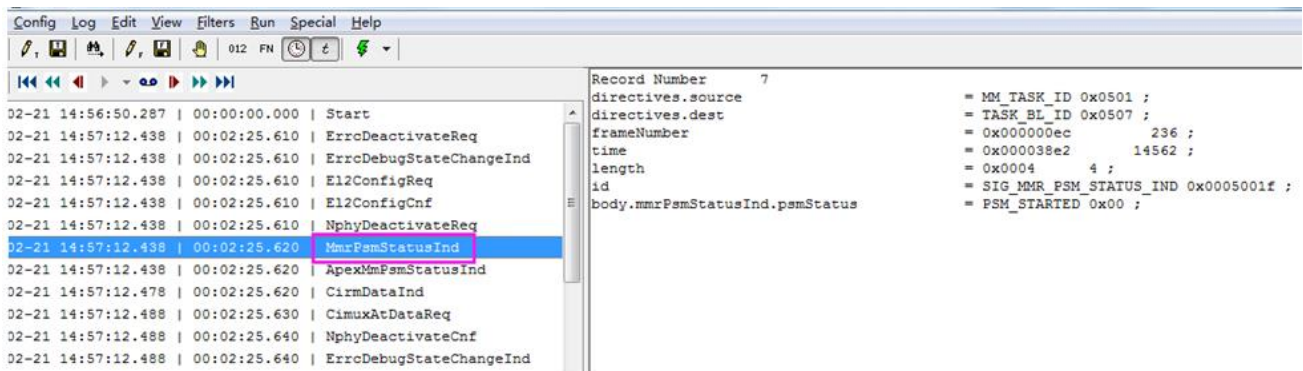 Config Log Edit View Filters Run Special Help
012 FN t
02-21 14:56:50.287 | 00:00:00.000 | Start
02-21 14:57:12.438 | 00:02:25.610 | ErrcDeactivateReq
02-21 14:57:12.438 | 00:02:25.610 | ErrcDebugStateChangeInd
02-21 14:57:12.438 | 00:02:25.610 | El2ConfigReq
02-21 14:57:12.438 | 00:02:25.610 | El2ConfigCnf
02-21 14:57:12.438 | 00:02:25.610 | NphyDeactivateReq
02-21 14:57:12.438 | 00:02:25.620 | MmrPsmStatusInd
02-21 14:57:12.438 | 00:02:25.620 | ApexMmPsmStatusInd
02-21 14:57:12.478 | 00:02:25.620 | CirmDataInd
02-21 14:57:12.488 | 00:02:25.630 | CimuxAtDataReq
02-21 14:57:12.488 | 00:02:25.640 | NphyDeactivateCnf
02-21 14:57:12.488 | 00:02:25.640 | ErrcDebugStateChangeInd
Record Number 7
directives.source = MM_TASK_ID 0x0501 ;
directives.dest = TASK_BL_ID 0x0507 ;
frameNumber = 0x000000ec 236 ;
time = 0x000038e2 14562 ;
length = 0x0004 4 ;
id = SIG_MMR_PSM_STATUS_IND 0x0005001f ;
body.mmrPsmStatusInd.psmStatus = PSM_STARTED 0x00 ;